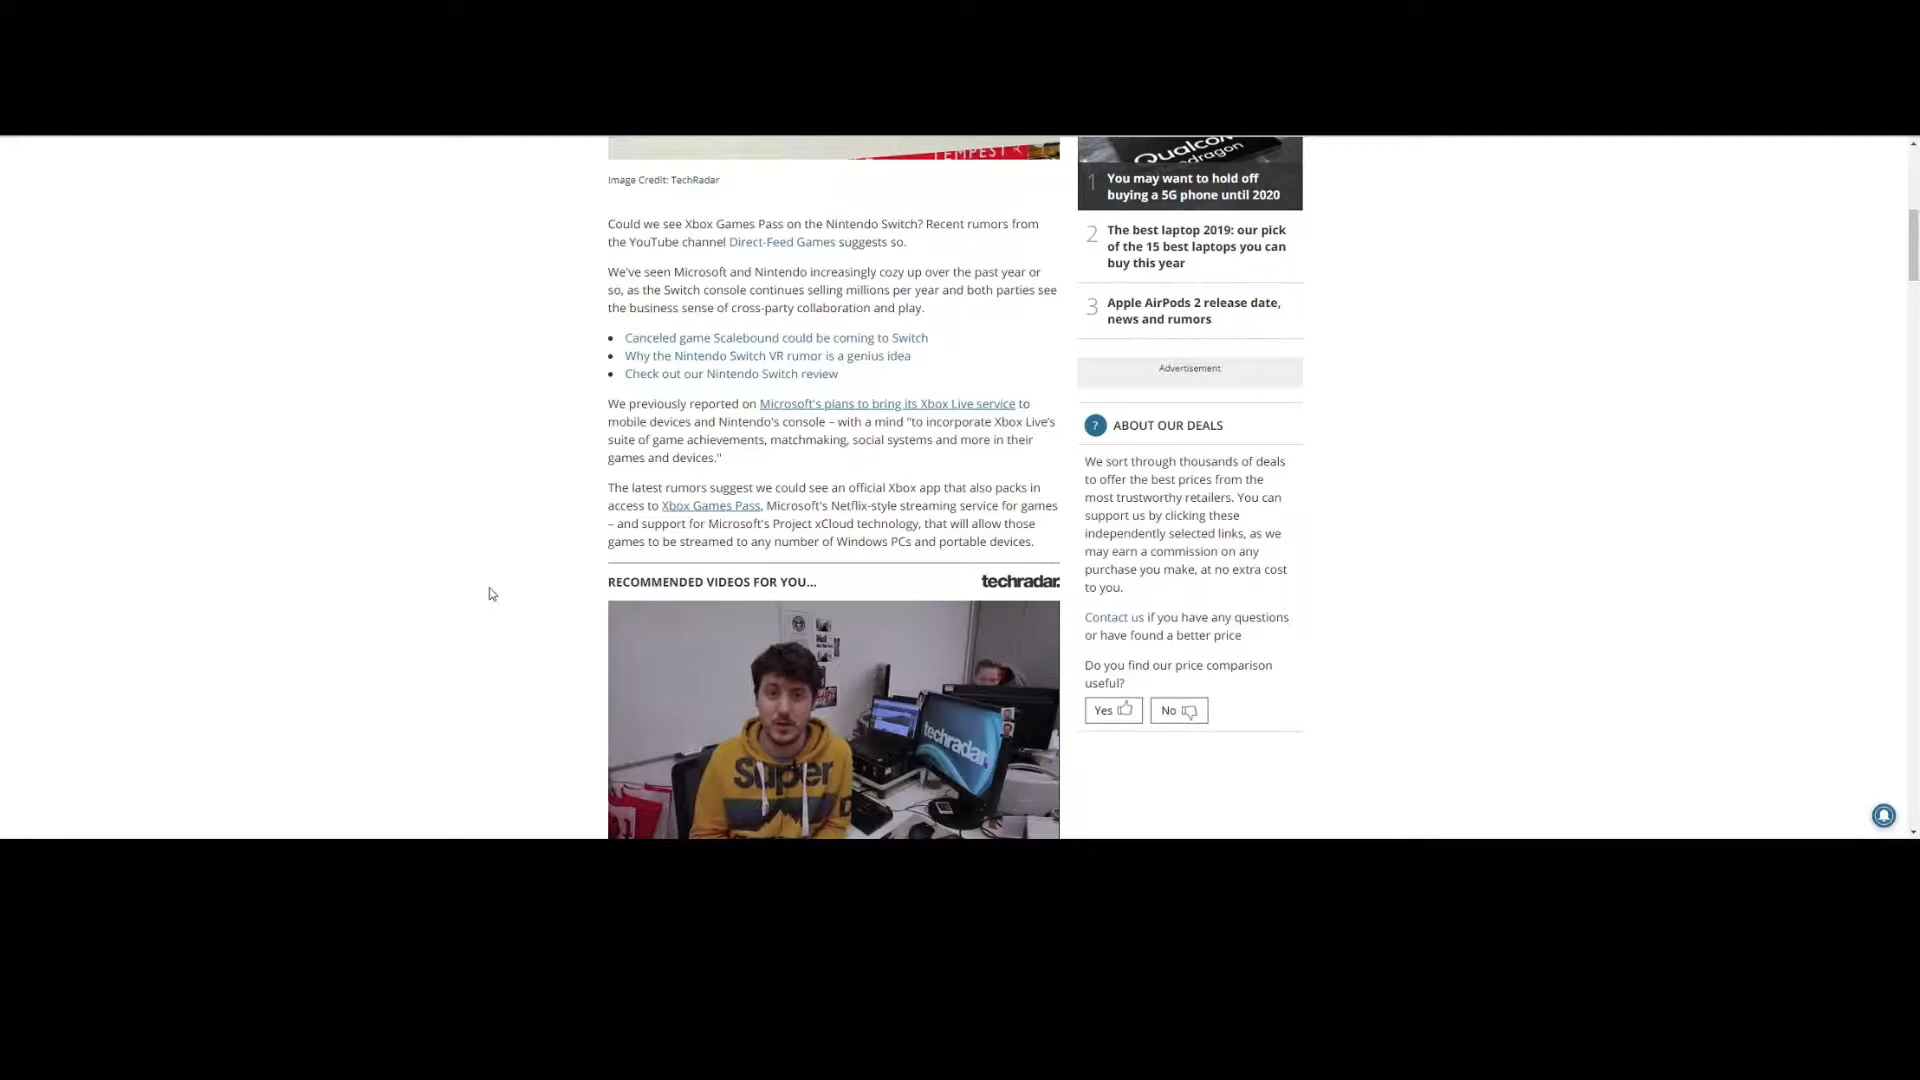 TEMPEST
Image Credit: TechRadar
Could we see Xbox Games Pass on the Nintendo Switch? Recent rumors from
the YouTube channel Direct-Feed Games suggests so.
We've seen Microsoft and Nintendo increasingly cozy up over the past year or
so, as the Switch console continues selling millions per year and both parties see
the business sense of cross-party collaboration and play.
Canceled game Scalebound could be coming to Switch
Why the Nintendo Switch VR rumor is a genius idea
Check out our Nintendo Switch review
We previously reported on Microsoft's plans to bring its Xbox Live service to
mobile devices and Nintendo's console – with a mind "to incorporate Xbox Live's
suite of game achievements, matchmaking, social systems and more in their
games and devices."
The latest rumors suggest we could see an official Xbox app that also packs in
access to Xbox Games Pass, Microsoft's Netflix-style streaming service for games
– and support for Microsoft's Project xCloud technology, that will allow those
games to be streamed to any number of Windows PCs and portable devices.
RECOMMENDED VIDEOS FOR YOU...
techradar.
techradar.
Super
Qualcom
dragon
1 You may want to hold off
buying a 5G phone until 2020
2 The best laptop 2019: our pick
of the 15 best laptops you can
buy this year
3 Apple AirPods 2 release date,
news and rumors
Advertisement
? ABOUT OUR DEALS
We sort through thousands of deals
to offer the best prices from the
most trustworthy retailers. You can
support us by clicking these
independently selected links, as we
may earn a commission on any
purchase you make, at no extra cost
to you.
Contact us if you have any questions
or have found a better price
Do you find our price comparison
useful?
Yes
No